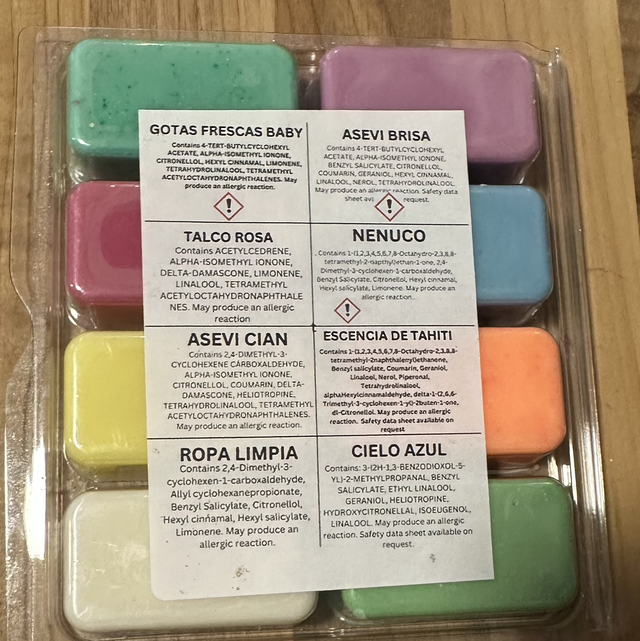 GOTAS FRESCAS BABY
Contains 4-TERT-BUTYLCYCLOHEXYL
ACETATE, ALPHA-ISOMETHYL IONONE,
CITRONELLOL, HEXYL CINNAMAL, LIMONENE,
TETRAHYDROLINALOOL, TETRAMETHYL
ACETYLOCTAHYDRONAPHTHALENES. May
produce an allergic reaction.
!
ASEVI BRISA
Contains 4-TERT-BUTYLCYCLOHEXYL
ACETATE, ALPHA-ISOMETHYL IONONE,
BENZYL SALICYLATE, CITRONELLOL,
COUMARIN, GERANIOL, HEXYL CINNAMAL,
LINALOOL, NEROL, TETRAHYDROLINALOOL.
May produce an allergic reaction. Safety data
sheet request.
!
TALCO ROSA
Contains ACETYLCEDRENE,
ALPHA-ISOMETHYL IONONE,
DELTA-DAMASCONE, LIMONENE,
LINALOOL, TETRAMETHYL
ACETYLOCTAHYDRONAPHTHALE
NES. May produce an allergic
reaction
NENUCO
Contains 1-(1,2,3,4,5,6,7,8-Octahydro-2,3,8,8-
tetramethyl-2-napthyl)ethan-1-one, 2,4-
Dimethyl-3-cyclohexen-1-carboxaldehyde,
Benzyl Salicylate, Citronellol, Hexyl cinnamal,
Hexyl salicylate, Limonene. May produce an
allergic reaction.
!
ASEVI CIAN
Contains 2,4-DIMETHYL-3-
CYCLOHEXENE CARBOXALDEHYDE,
ALPHA-ISOMETHYL IONONE,
CITRONELLOL, COUMARIN, DELTA-
DAMASCONE, HELIOTROPINE,
TETRAHYDROLINALOOL, TETRAMETHYL
ACETYLOCTAHYDRONAPHTHALENES.
May produce an allergic reaction.
ESCENCIA DE TAHITI
Contains 1-(1,2,3,4,5,6,7,8-Octahydro-2,3,8,8-
tetramethyl-2naphthalenyl)ethanene,
Benzyl salicylate, Coumarin, Geraniol,
Linalool, Nerol, Piperonal,
Tetrahydrolinalool,
alphaHexylcinnamaldehyde, delta-1-(2,6,6-
Trimethyl-3-cyclohexen-1-yl)-2buten-1-one,
dl-Citronellol. May produce an allergic
reaction. Safety data sheet available on
request
ROPA LIMPIA
Contains 2,4-Dimethyl-3-
cyclohexen-1-carboxaldehyde,
Allyl cyclohexanepropionate,
Benzyl Salicylate, Citronellol,
Hexyl cinnamal, Hexyl salicylate,
Limonene. May produce an
allergic reaction.
CIELO AZUL
Contains: 3-(2H-1,3-BENZODIOXOL-5-
YL)-2-METHYLPROPANAL, BENZYL
SALICYLATE, ETHYL LINALOOL,
GERANIOL, HELIOTROPINE,
HYDROXYCITRONELLAL, ISOEUGENOL,
LINALOOL. May produce an allergic
reaction. Safety data sheet available on
request.